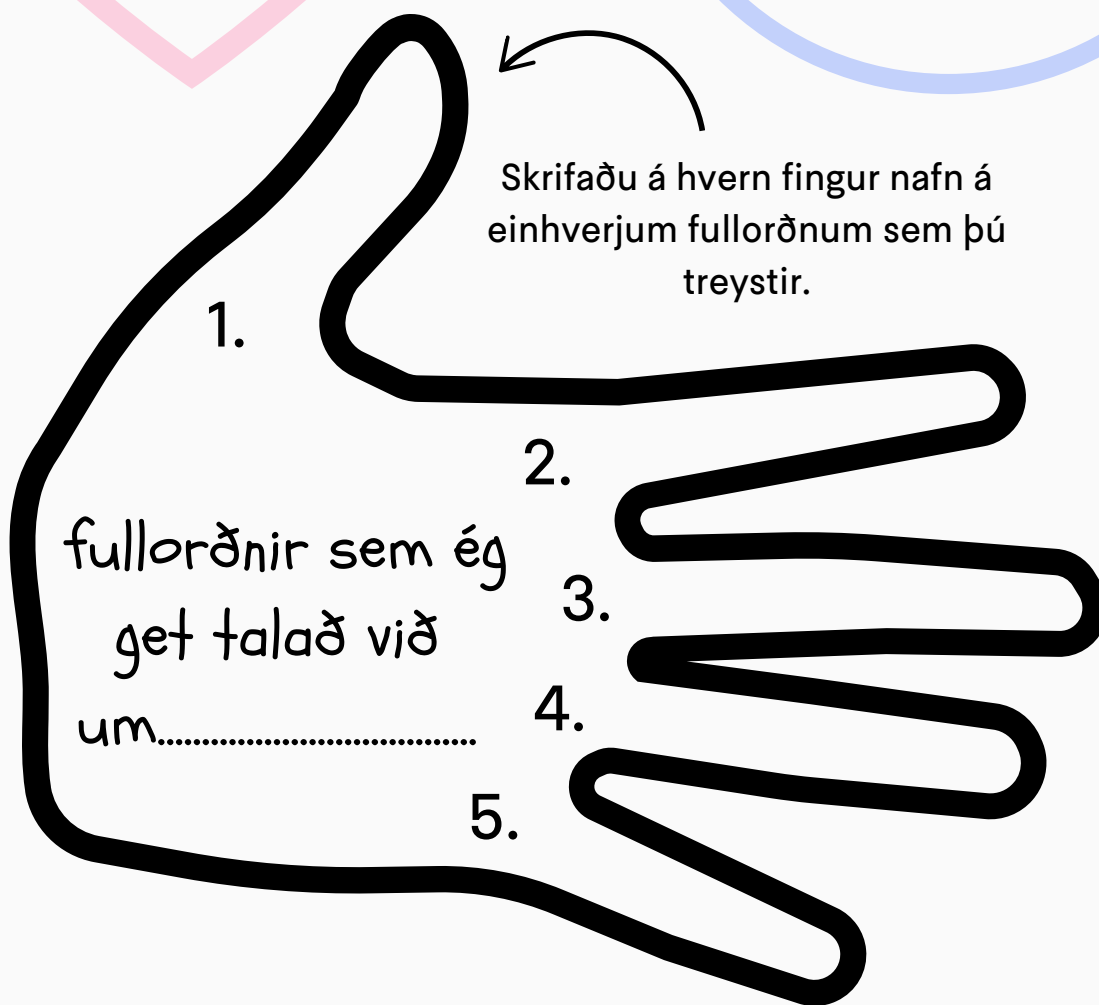 Skrifaðu á hvern fingur nafn á
einhverjum fullorðnum sem þú
treystir.
1.
2.
fullorðnir sem ég
3.
get talað við
4.
um....................................
5.